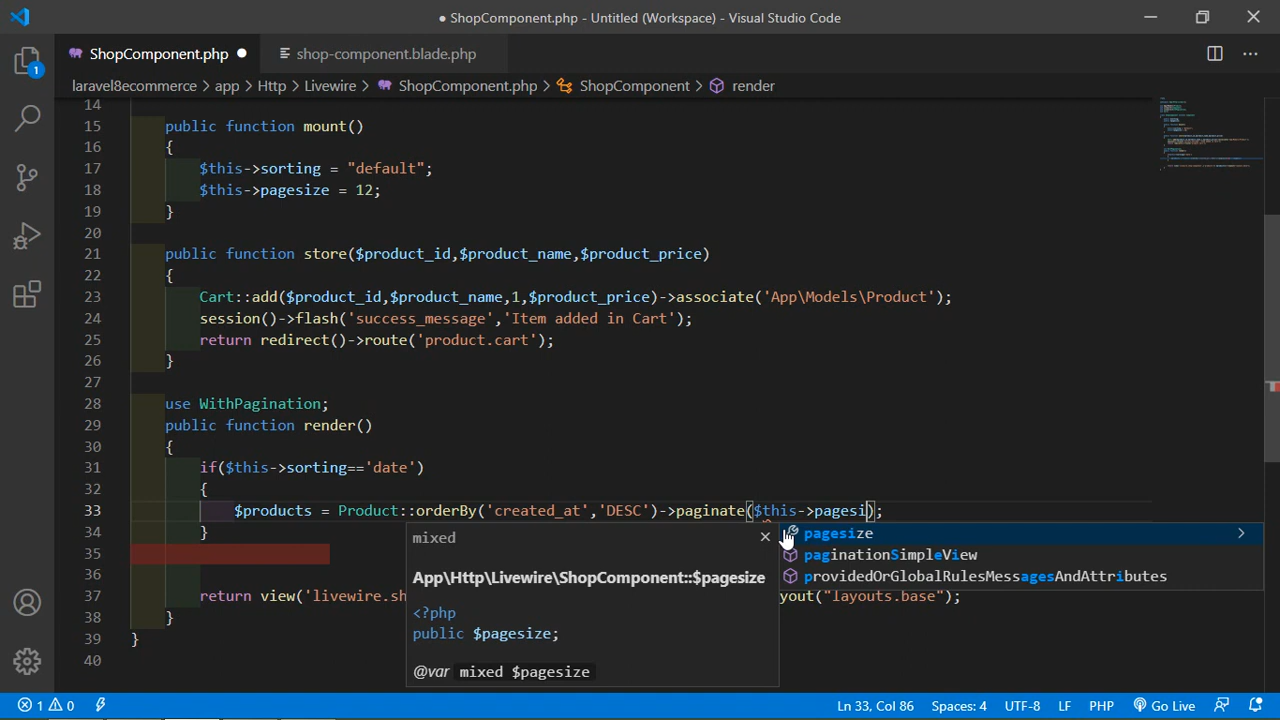 ● ShopComponent.php - Untitled (Workspace) - Visual Studio Code
ShopComponent.php ●
shop-component.blade.php
1
laravel8ecommerce > app > Http > Livewire > ShopComponent.php > ShopComponent > render
14
15 public function mount()
16 {
17 $this->sorting = "default";
18 $this->pagesize = 12;
19 }
20
21 public function store($product_id,$product_name,$product_price)
22 {
23 Cart::add($product_id,$product_name,1,$product_price)->associate('App\Models\Product');
24 session()->flash('success_message','Item added in Cart');
25 return redirect()->route('product.cart');
26 }
27
28 use WithPagination;
29 public function render()
30 {
31 if($this->sorting=='date')
32 {
33 $products = Product::orderBy('created_at','DESC')->paginate($this->pagesi);
34 }
35
36
37 return view('livewire.sh yout("layouts.base");
38 }
39 }
40
mixed
App\Http\Livewire\ShopComponent::$pagesize
<?php
public $pagesize;
@var mixed $pagesize
pagesize
paginationSimpleView
providedOrGlobalRulesMessagesAndAttributes
1 0 Ln 33, Col 86 Spaces: 4 UTF-8 LF PHP Go Live